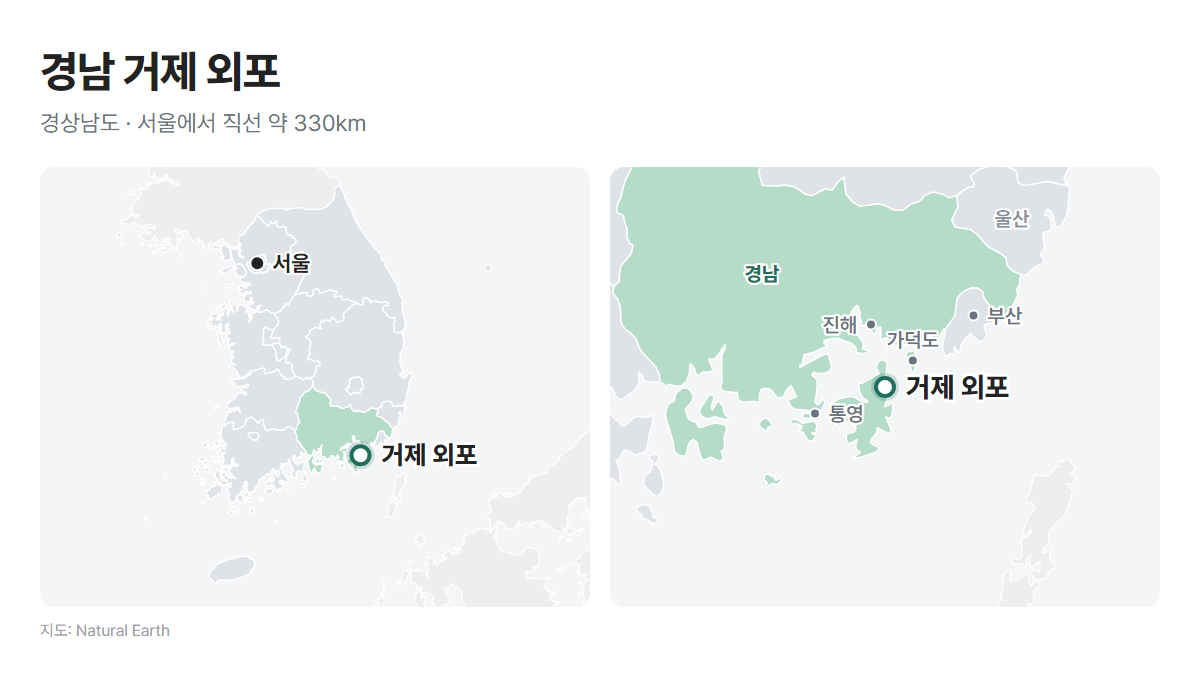 경남 거제 외포
경상남도 · 서울에서 직선 약 330km
서울
거제 외포
울산
경남
진해
부산
가덕도
거제 외포
통영
지도: Natural Earth